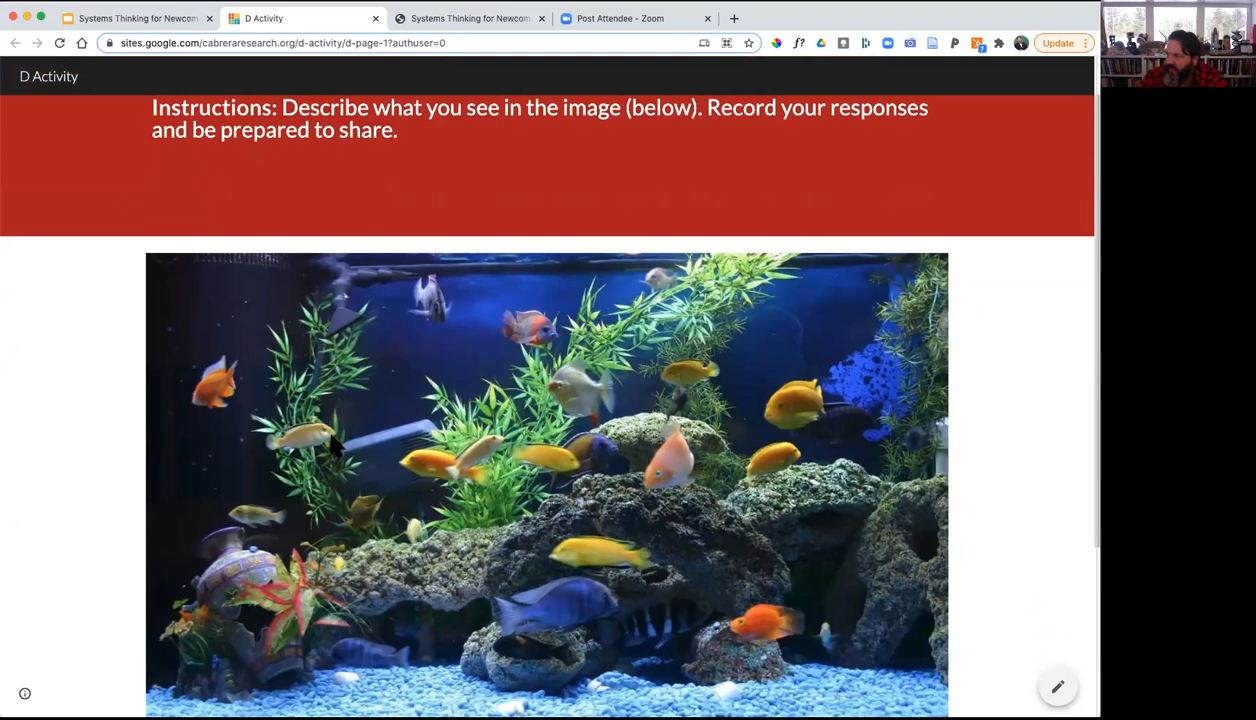 Systems Thinking for Newcom
D Activity
Systems Thinking for Newcom
Post Attendee - Zoom
sites.google.com/cabreraresearch.org/d-activity/d-page-1?authuser=0
f?
P
7
Update
D Activity
Instructions: Describe what you see in the image (below). Record your responses
and be prepared to share.